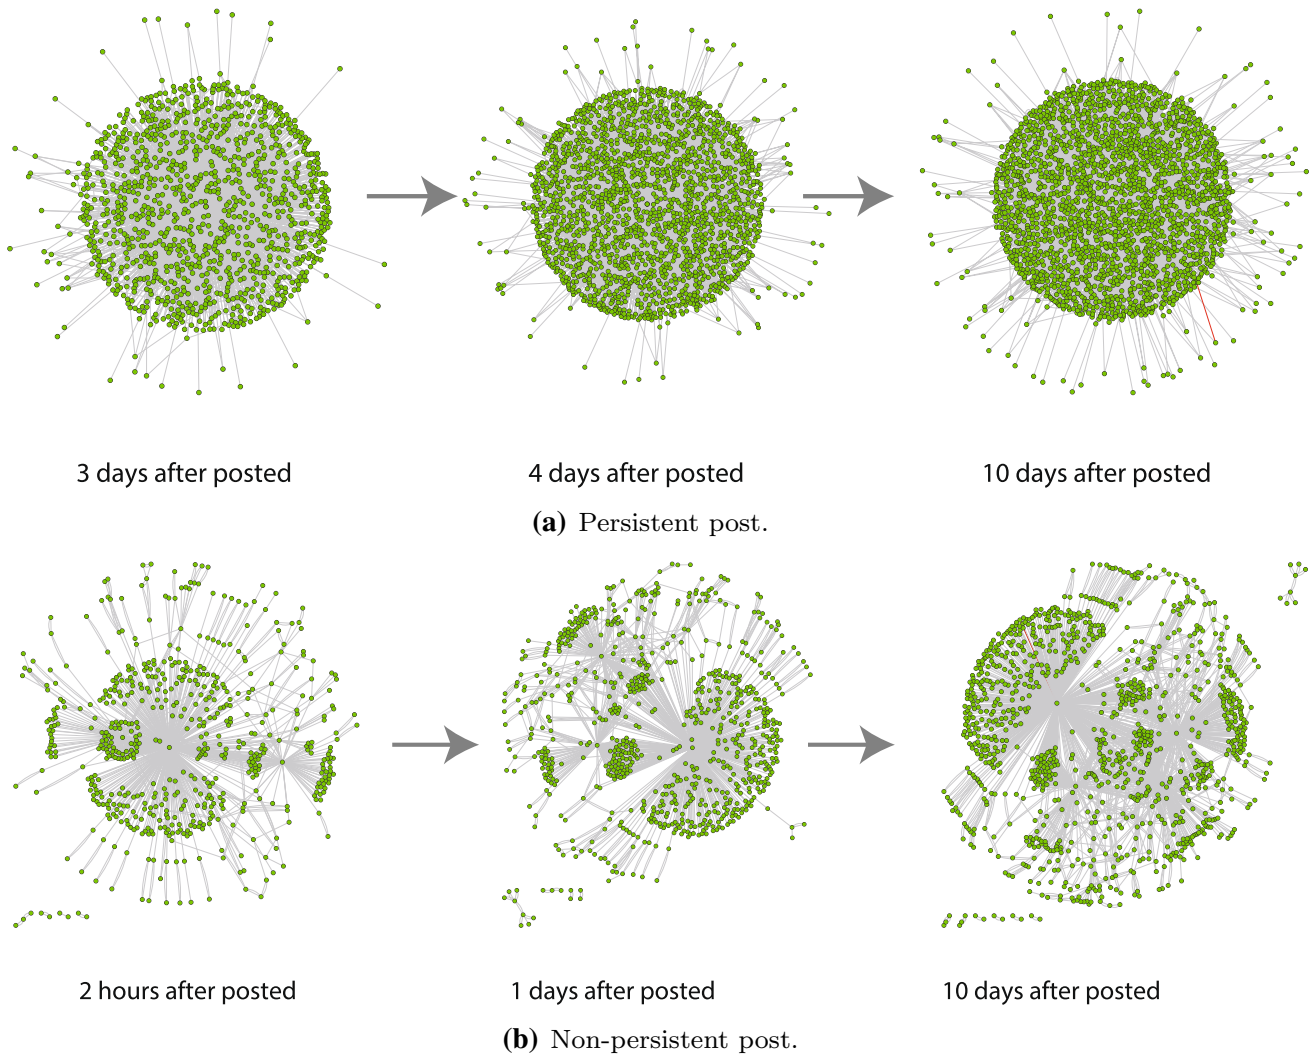 3 days after posted
4 days after posted
10 days after posted
(a) Persistent post.
2 hours after posted
1 days after posted
10 days after posted
(b) Non-persistent post.